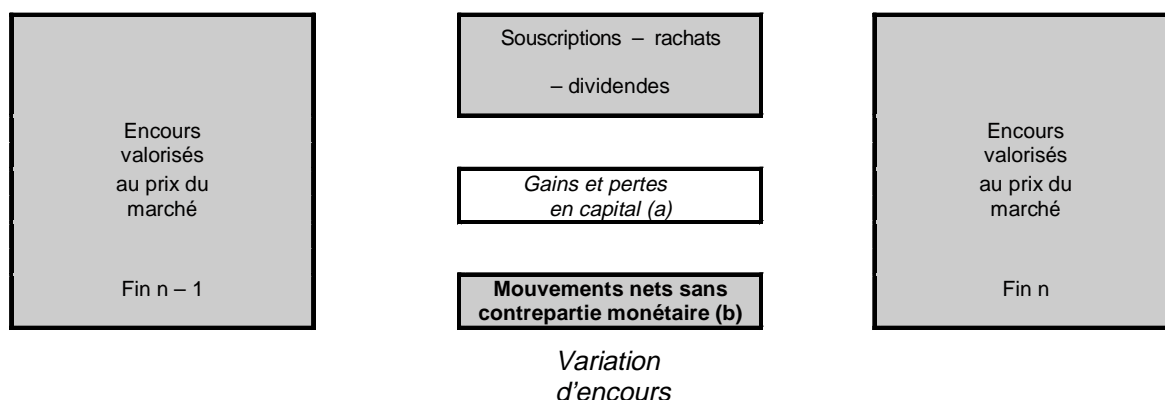 Encours
valorisés
au prix du
marché
Fin n – 1
Souscriptions – rachats
– dividendes
Gains et pertes
en capital (a)
Mouvements nets sans
contrepartie monétaire (b)
Variation
d'encours
Encours
valorisés
au prix du
marché
Fin n